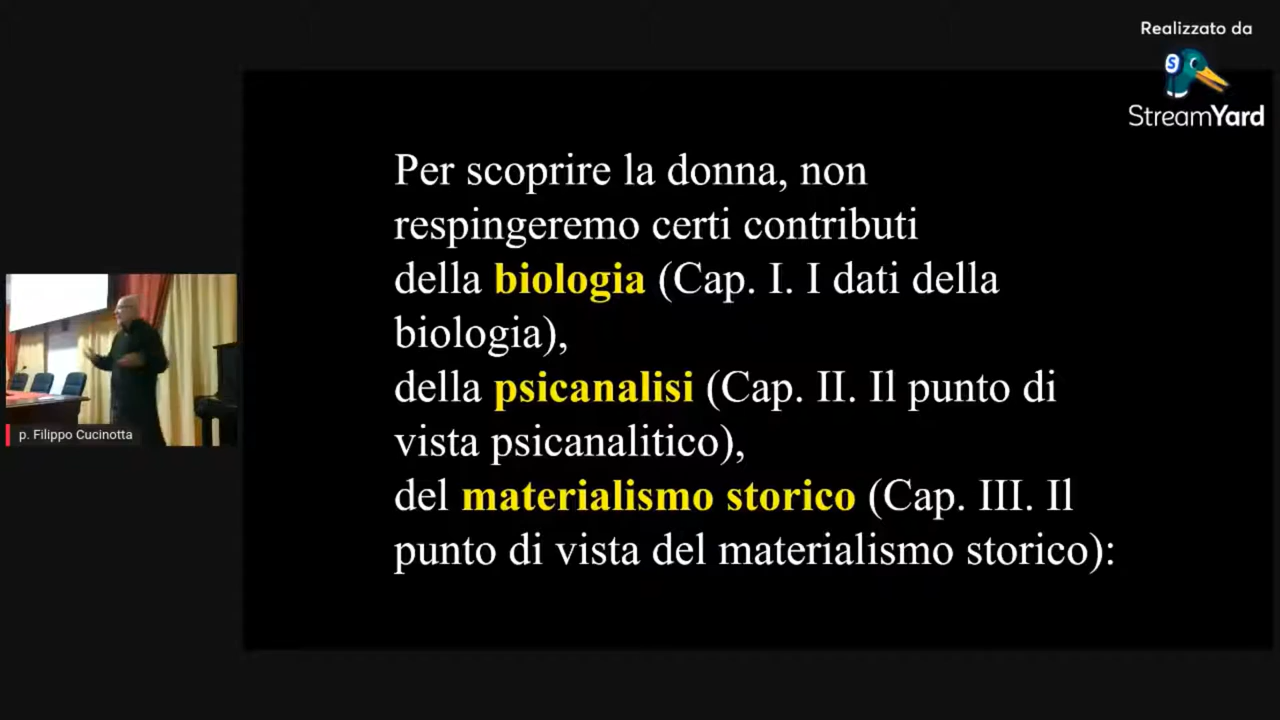 Realizzato da
StreamYard
Per scoprire la donna, non
respingeremo certi contributi
della biologia (Cap. I. I dati della
biologia),
della psicanalisi (Cap. II. Il punto di
vista psicanalitico),
del materialismo storico (Cap. III. Il
punto di vista del materialismo storico):
p. Filippo Cucinotta